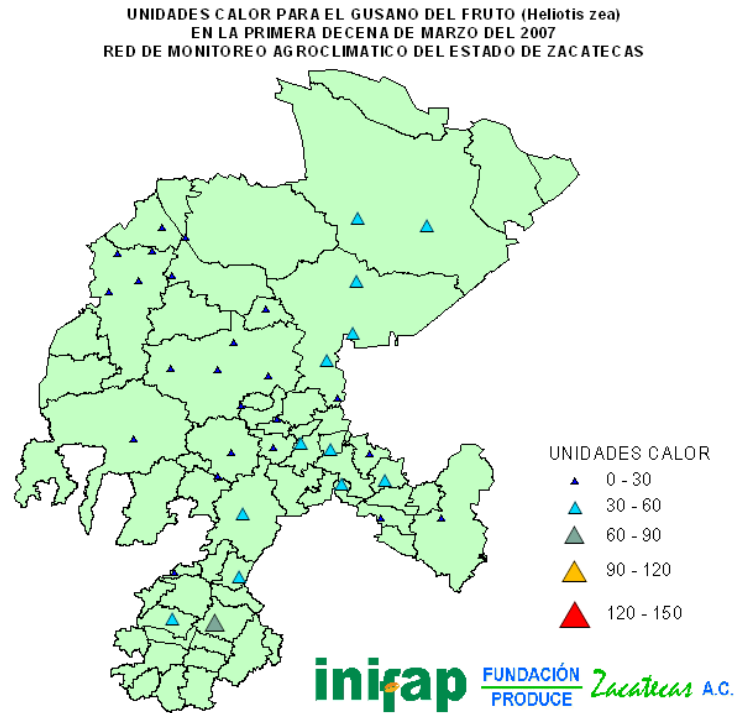 UNIDADES CALOR PARA EL GUSANO DEL FRUTO (Heliotis zea)
EN LA PRIMERA DECENA DE MARZO DEL 2007
RED DE MONITOREO AGROCLIMATICO DEL ESTADO DE ZACATECAS
UNIDADES CALOR
0 - 30
30 - 60
60 - 90
90 - 120
120 - 150
inifap
FUNDACIÓN
PRODUCE
Zacatecas A.C.